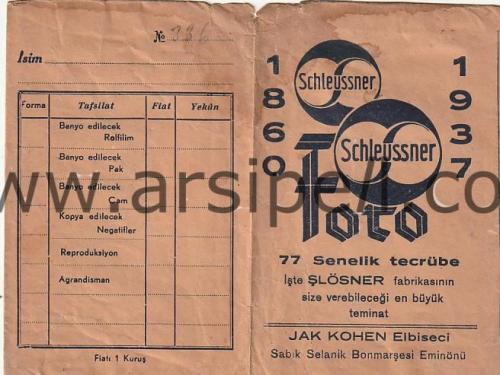 № 336
Isim
Forma Tafsilat Fiat Yekûn
Banyo edilecek
Rolfilim
Banyo edilecek
Pak
Banyo edilecek
Cam
Kopya edilecek
Negatifler
Reproduksiyon
Agrandisman
Fiatı 1 Kuruş
1860
1937
Schleussner
Schleussner
Foto
77 Senelik tecrübe
İşte ŞLÖSNER fabrikasının
size verebileceği en büyük
teminat
JAK KOHEN Elbiseci
Sabık Selanik Bonmarşesi Eminönü
www.arsipell.co